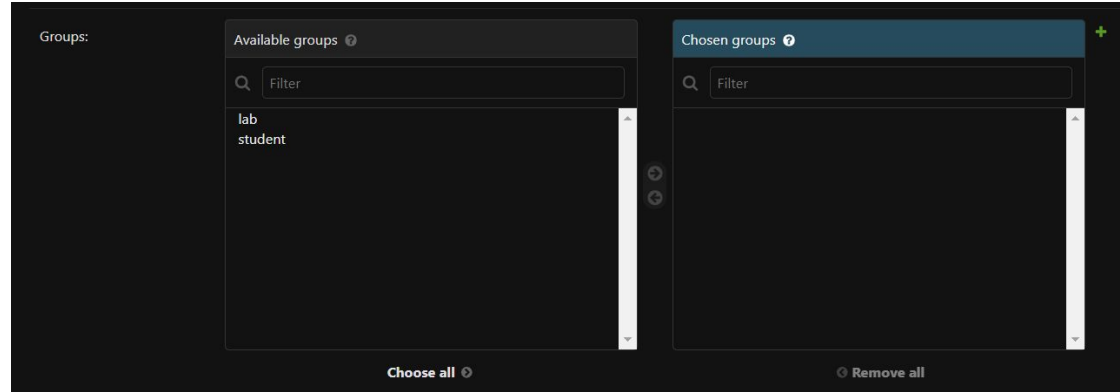 Groups:
Available groups
Chosen groups
Filter
Filter
lab
student
Choose all
Remove all